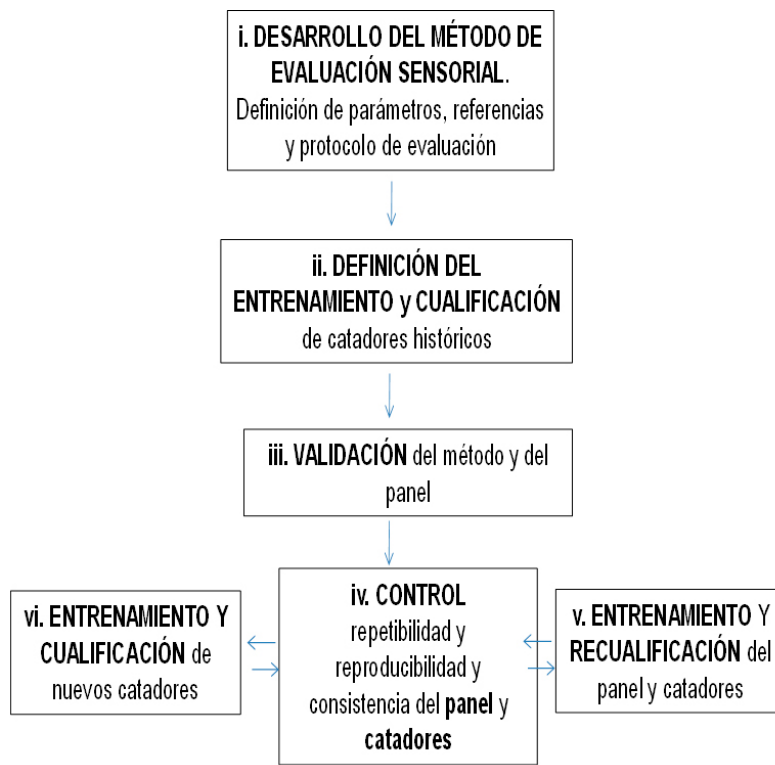 i. DESARROLLO DEL MÉTODO DE
EVALUACIÓN SENSORIAL.
Definición de parámetros, referencias
y protocolo de evaluación
ii. DEFINICIÓN DEL
ENTRENAMIENTO y CUALIFICACIÓN
de catadores históricos
iii. VALIDACIÓN del método y del
panel
iv. CONTROL
repetibilidad y
reproducibilidad y
consistencia del panel y
catadores
vi. ENTRENAMIENTO Y
CUALIFICACIÓN de
nuevos catadores
v. ENTRENAMIENTO Y
RECUALIFICACIÓN del
panel y catadores